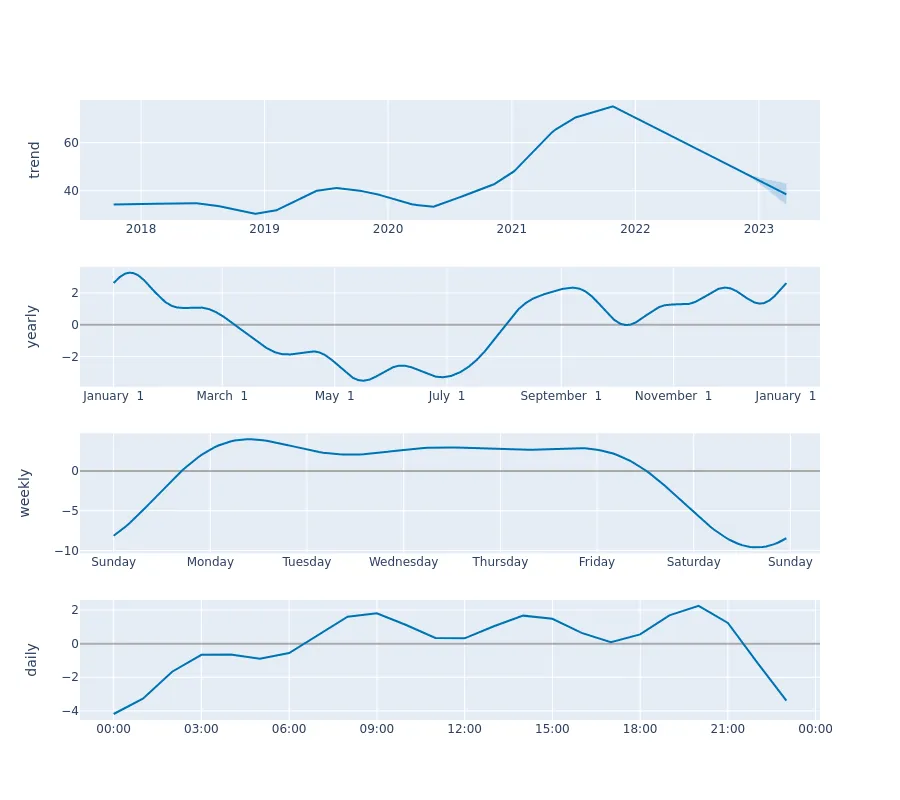 trend
60
40
2018 2019 2020 2021 2022 2023
yearly
2
0
−2
January 1 March 1 May 1 July 1 September 1 November 1 January 1
weekly
0
−5
−10
Sunday Monday Tuesday Wednesday Thursday Friday Saturday Sunday
daily
2
0
−2
−4
00:00 03:00 06:00 09:00 12:00 15:00 18:00 21:00 00:00